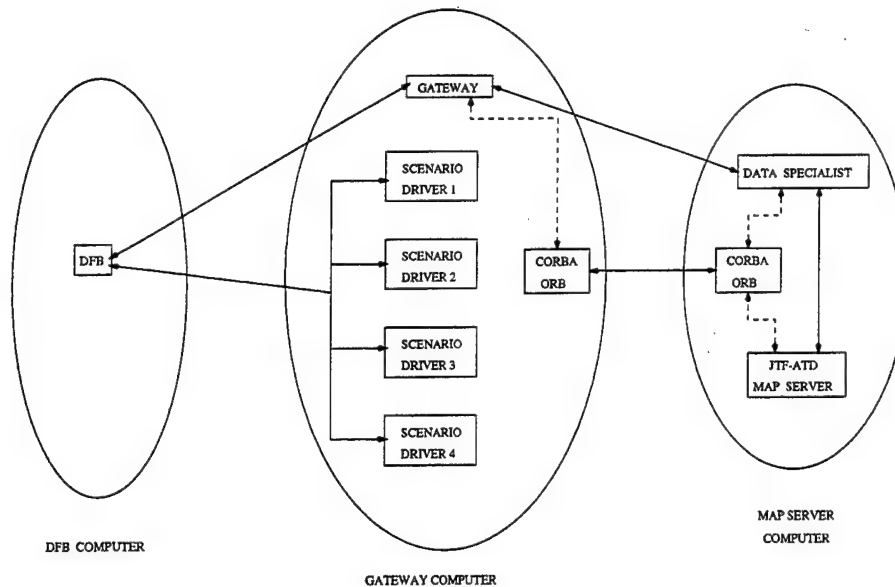 GATEWAY
SCENARIO
DRIVER 1
DATA SPECIALIST
DFB
SCENARIO
DRIVER 2
CORBA
ORB
CORBA
ORB
SCENARIO
DRIVER 3
JTF-ATD
MAP SERVER
SCENARIO
DRIVER 4
DFB COMPUTER
GATEWAY COMPUTER
MAP SERVER
COMPUTER